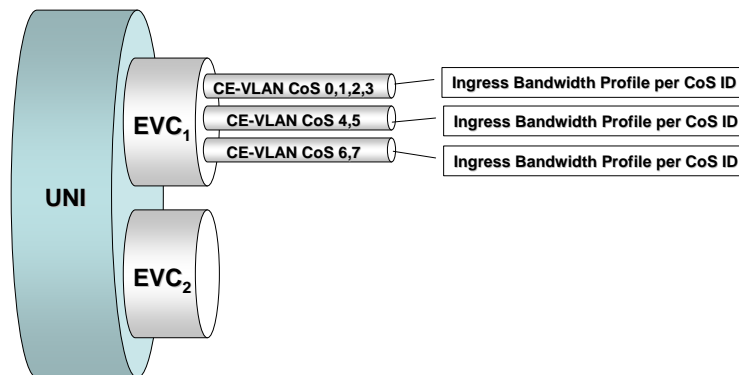 CE-VLAN CoS 0,1,2,3
Ingress Bandwidth Profile per CoS ID
EVC1
CE-VLAN CoS 4,5
Ingress Bandwidth Profile per CoS ID
CE-VLAN CoS 6,7
Ingress Bandwidth Profile per CoS ID
UNI
EVC2